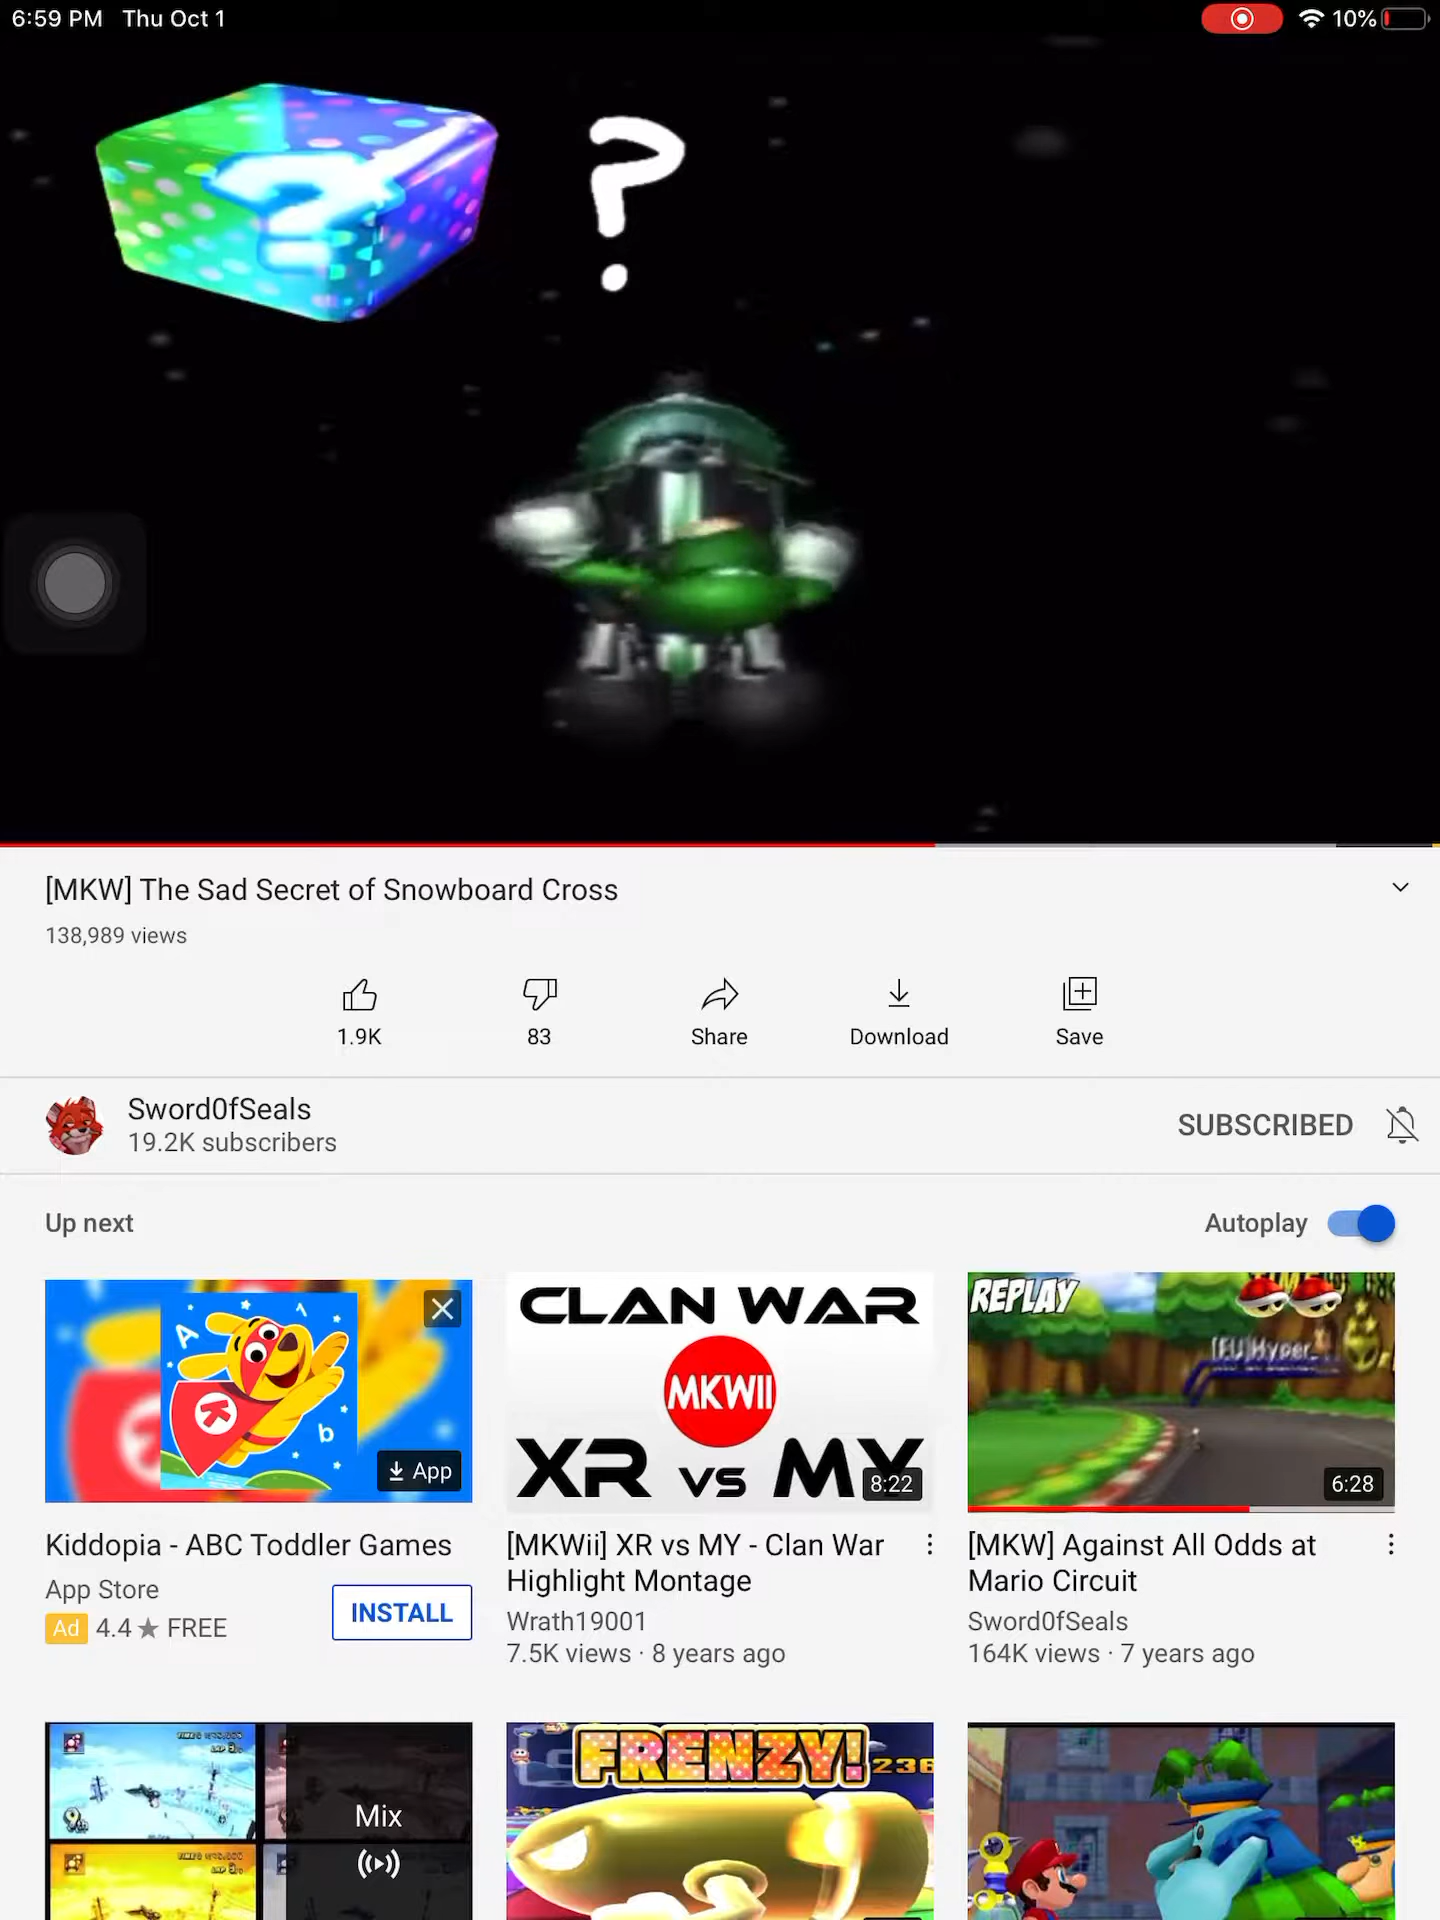 6:59 PM Thu Oct 1
10%
?
?
[MKW] The Sad Secret of Snowboard Cross
138,989 views
1.9K
83
Share
Download
Save
Sword0fSeals
19.2K subscribers
SUBSCRIBED
Up next
Autoplay
A
b
K
App
Kiddopia - ABC Toddler Games
App Store
Ad 4.4 ★ FREE
INSTALL
CLAN WAR
MKWII
XR VS MY
8:22
[MKWii] XR vs MY - Clan War
Highlight Montage
Wrath19001
7.5K views · 8 years ago
REPLAY
[EU]Hyper
6:28
[MKW] Against All Odds at
Mario Circuit
Sword0fSeals
164K views · 7 years ago
Mix
FRENZY!
236